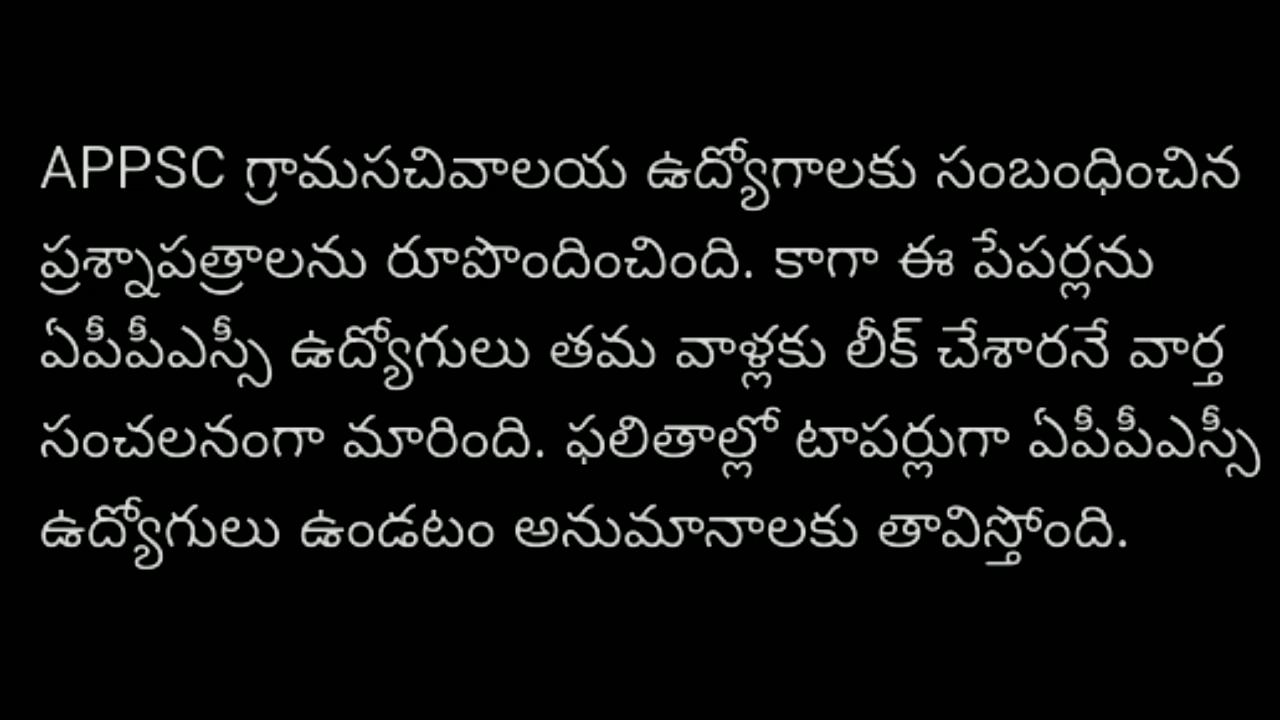 APPSC గ్రామసచివాలయ ఉద్యోగాలకు సంబంధించిన
ప్రశ్నాపత్రాలను రూపొందించింది. కాగా ఈ పేపర్లను
ఏపీపీఎస్సీ ఉద్యోగులు తమ వాళ్లకు లీక్ చేశారనే వార్త
సంచలనంగా మారింది. ఫలితాల్లో టాపర్లుగా ఏపీపీఎస్సీ
ఉద్యోగులు ఉండటం అనుమానాలకు తావిస్తోంది.